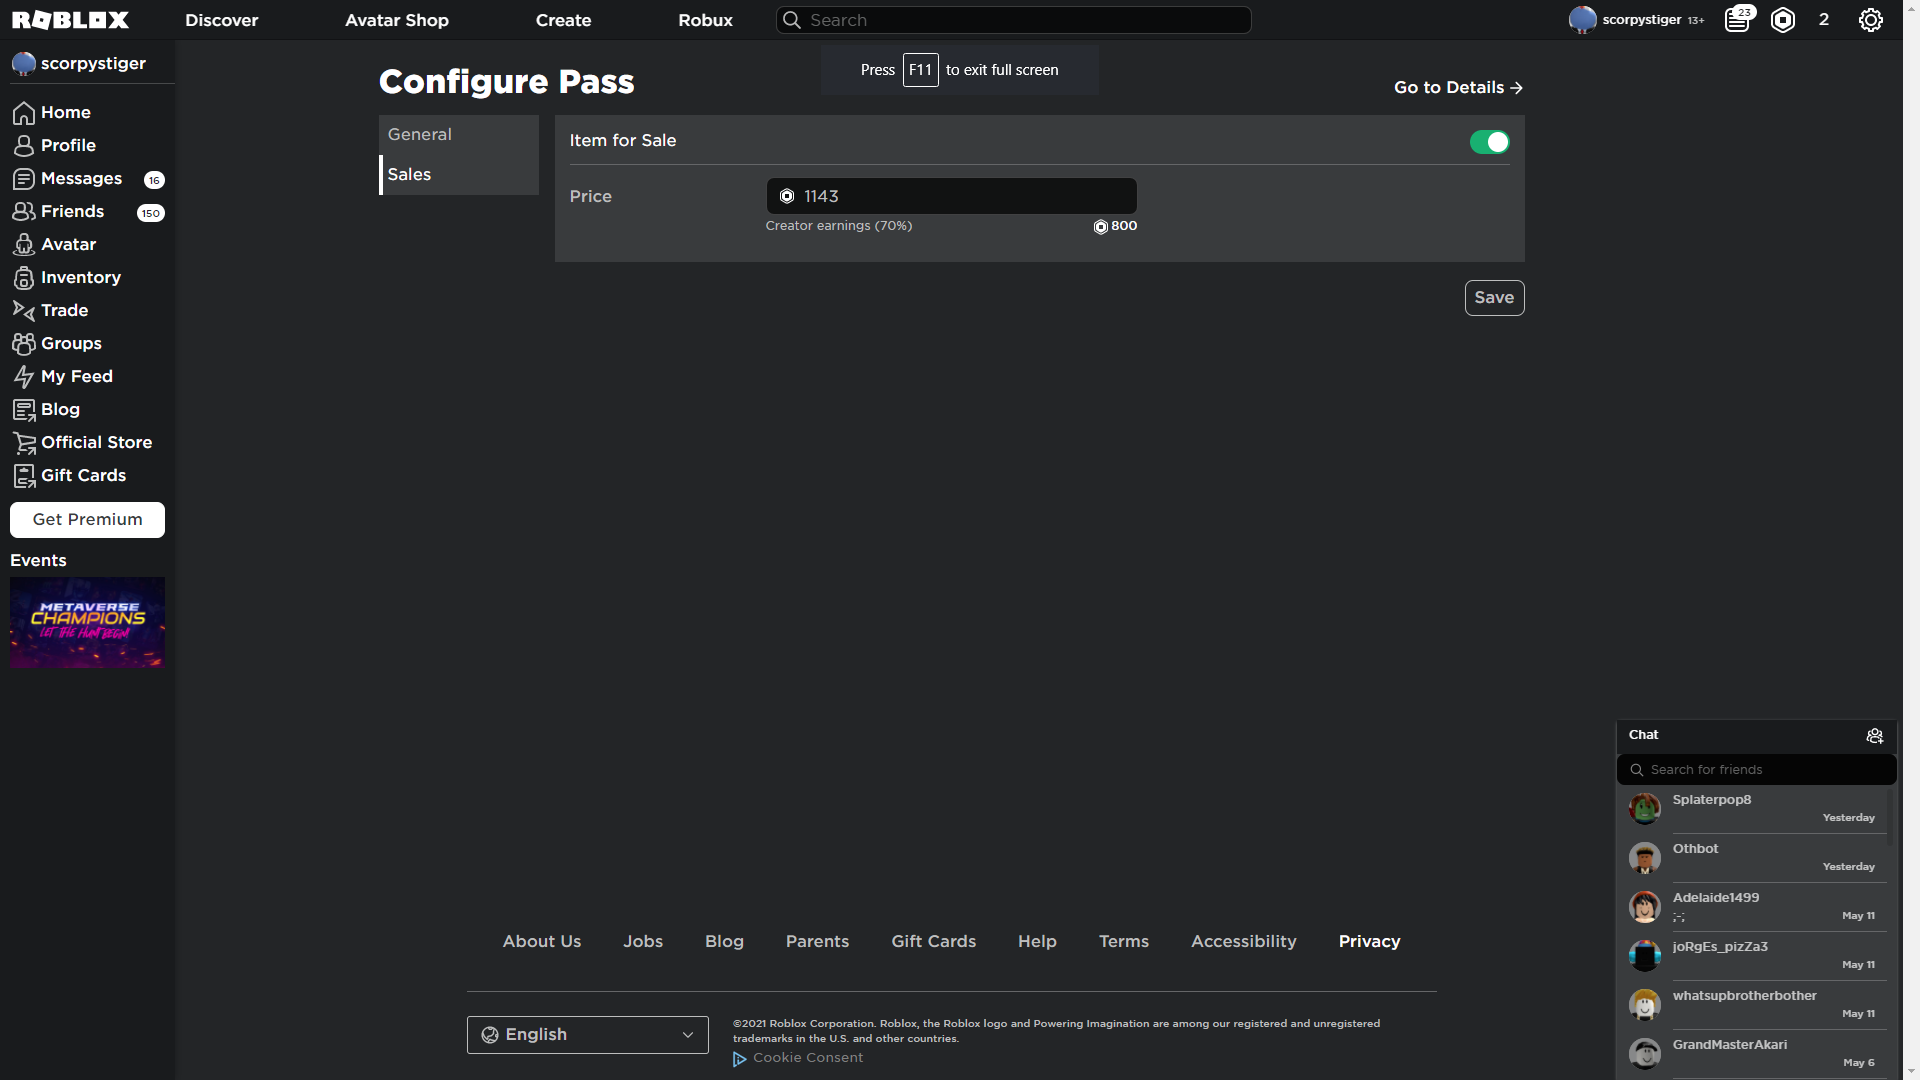 ROBLOX
Discover
Avatar Shop
Create
Robux
Search
scorpystiger 13+
23
2
scorpystiger
Home
Profile
Messages 16
Friends 150
Avatar
Inventory
Trade
Groups
My Feed
Blog
Official Store
Gift Cards
Get Premium
Events
METAVERSE
CHAMPIONS
LET THE HUNT BEGIN
Press F11 to exit full screen
Configure Pass
Go to Details
General
Sales
Item for Sale
Price
1143
Creator earnings (70%)
800
Save
Chat
Search for friends
Splaterpop8
Yesterday
Othbot
Yesterday
Adelaide1499
;-;
May 11
joRgEs_pizZa3
May 11
whatsupbrotherbother
May 11
GrandMasterAkari
May 6
About Us
Jobs
Blog
Parents
Gift Cards
Help
Terms
Accessibility
Privacy
English
©2021 Roblox Corporation. Roblox, the Roblox logo and Powering Imagination are among our registered and unregistered
trademarks in the U.S. and other countries.
Cookie Consent